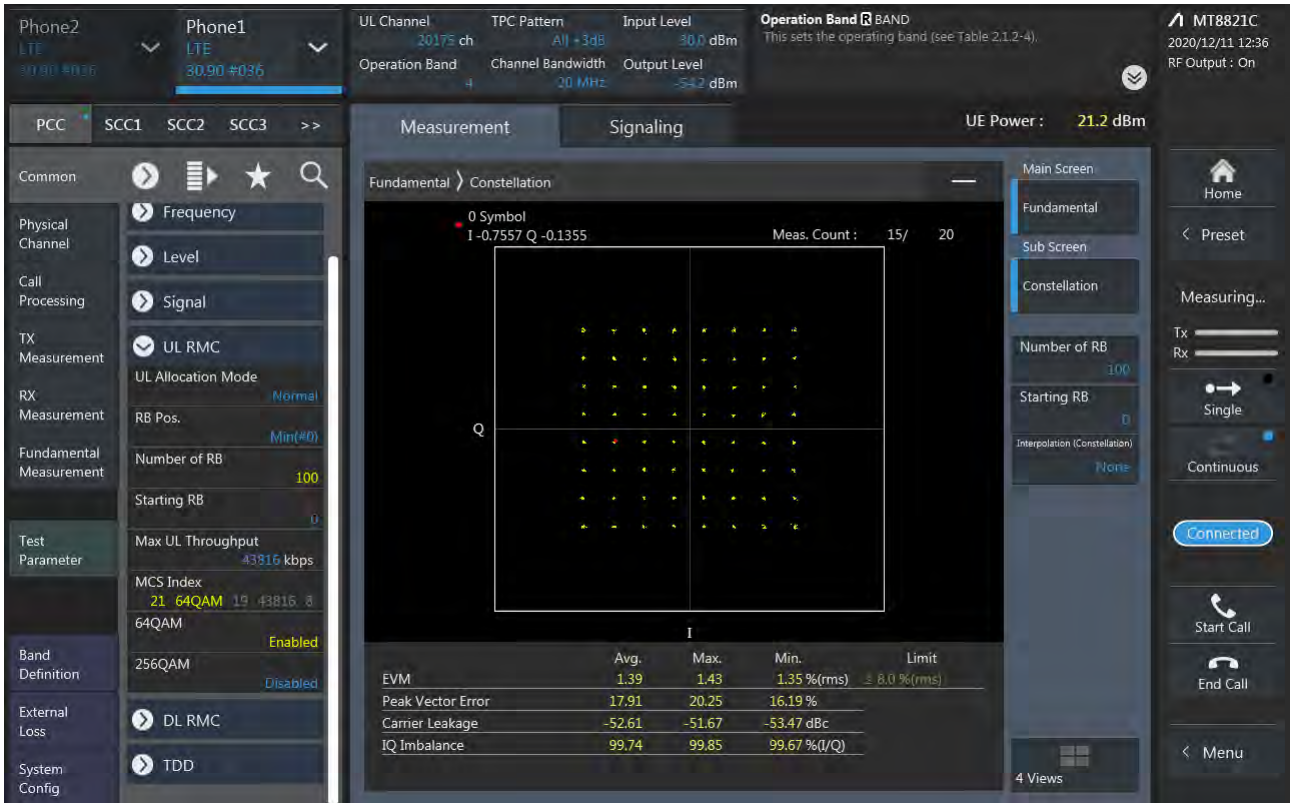 Phone2
LTE
30.90 #036
Phone1
LTE
30.90 #036
UL Channel
20175 ch
TPC Pattern
All +3dB
Input Level
30.0 dBm
Operation Band
4
Channel Bandwidth
20 MHz
Output Level
-54.2 dBm
Operation Band R BAND
This sets the operating band (see Table 2.1.2-4).
MT8821C
2020/12/11 12:36
RF Output : On
PCC SCC1 SCC2 SCC3 >>
Measurement Signaling
UE Power : 21.2 dBm
Common
Physical
Channel
Call
Processing
TX
Measurement
RX
Measurement
Fundamental
Measurement
Test
Parameter
Band
Definition
External
Loss
System
Config
Frequency
Level
Signal
UL RMC
UL Allocation Mode
Normal
RB Pos.
Min(#0)
Number of RB
100
Starting RB
0
Max UL Throughput
43816 kbps
MCS Index
21 64QAM 19 43816 8
64QAM
Enabled
256QAM
Disabled
DL RMC
TDD
Fundamental 〉 Constellation
0 Symbol
I -0.7557 Q -0.1355
Meas. Count : 15/ 20
Q
I
Avg. Max. Min. Limit
EVM 1.39 1.43 1.35 %(rms) ≤ 8.0 %(rms)
Peak Vector Error 17.91 20.25 16.19 %
Carrier Leakage -52.61 -51.67 -53.47 dBc
IQ Imbalance 99.74 99.85 99.67 %(I/Q)
Main Screen
Fundamental
Sub Screen
Constellation
Number of RB
100
Starting RB
0
Interpolation (Constellation)
None
4 Views
Home
< Preset
Measuring...
Tx
Rx
Single
Continuous
Connected
Start Call
End Call
< Menu